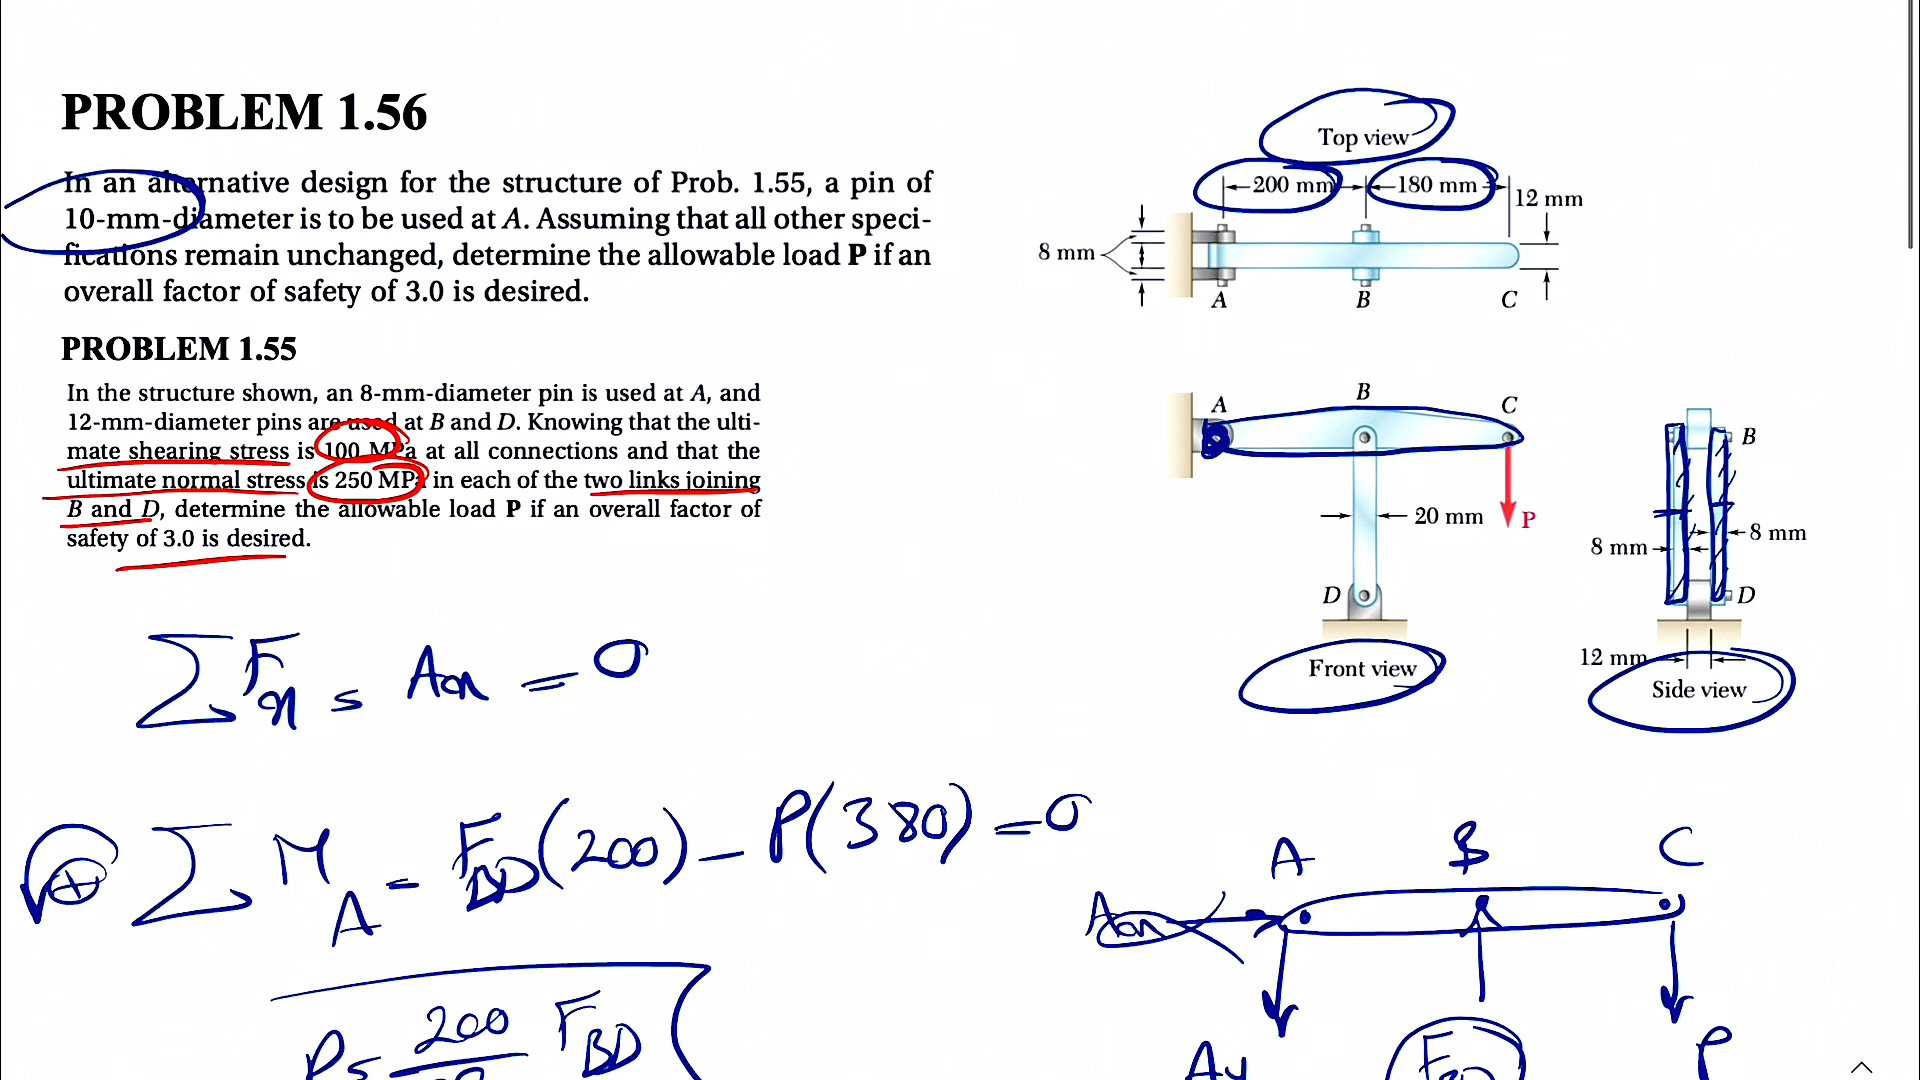 PROBLEM 1.56
In an alternative design for the structure of Prob. 1.55, a pin of
10-mm-diameter is to be used at A. Assuming that all other speci-
fications remain unchanged, determine the allowable load P if an
overall factor of safety of 3.0 is desired.
PROBLEM 1.55
In the structure shown, an 8-mm-diameter pin is used at A, and
12-mm-diameter pins are used at B and D. Knowing that the ulti-
mate shearing stress is 100 MPa at all connections and that the
ultimate normal stress is 250 MPa in each of the two links joining
B and D, determine the allowable load P if an overall factor of
safety of 3.0 is desired.
Top view
200 mm
180 mm
12 mm
8 mm
A
B
C
A
B
C
20 mm
P
D
Front view
B
8 mm
8 mm
D
12 mm
Side view
ΣFx = Ax = 0
+ ΣM_A = F_BD(200) - P(380) = 0
P = 200 F_BD
A B C
Ax
Ay
F_BD
P